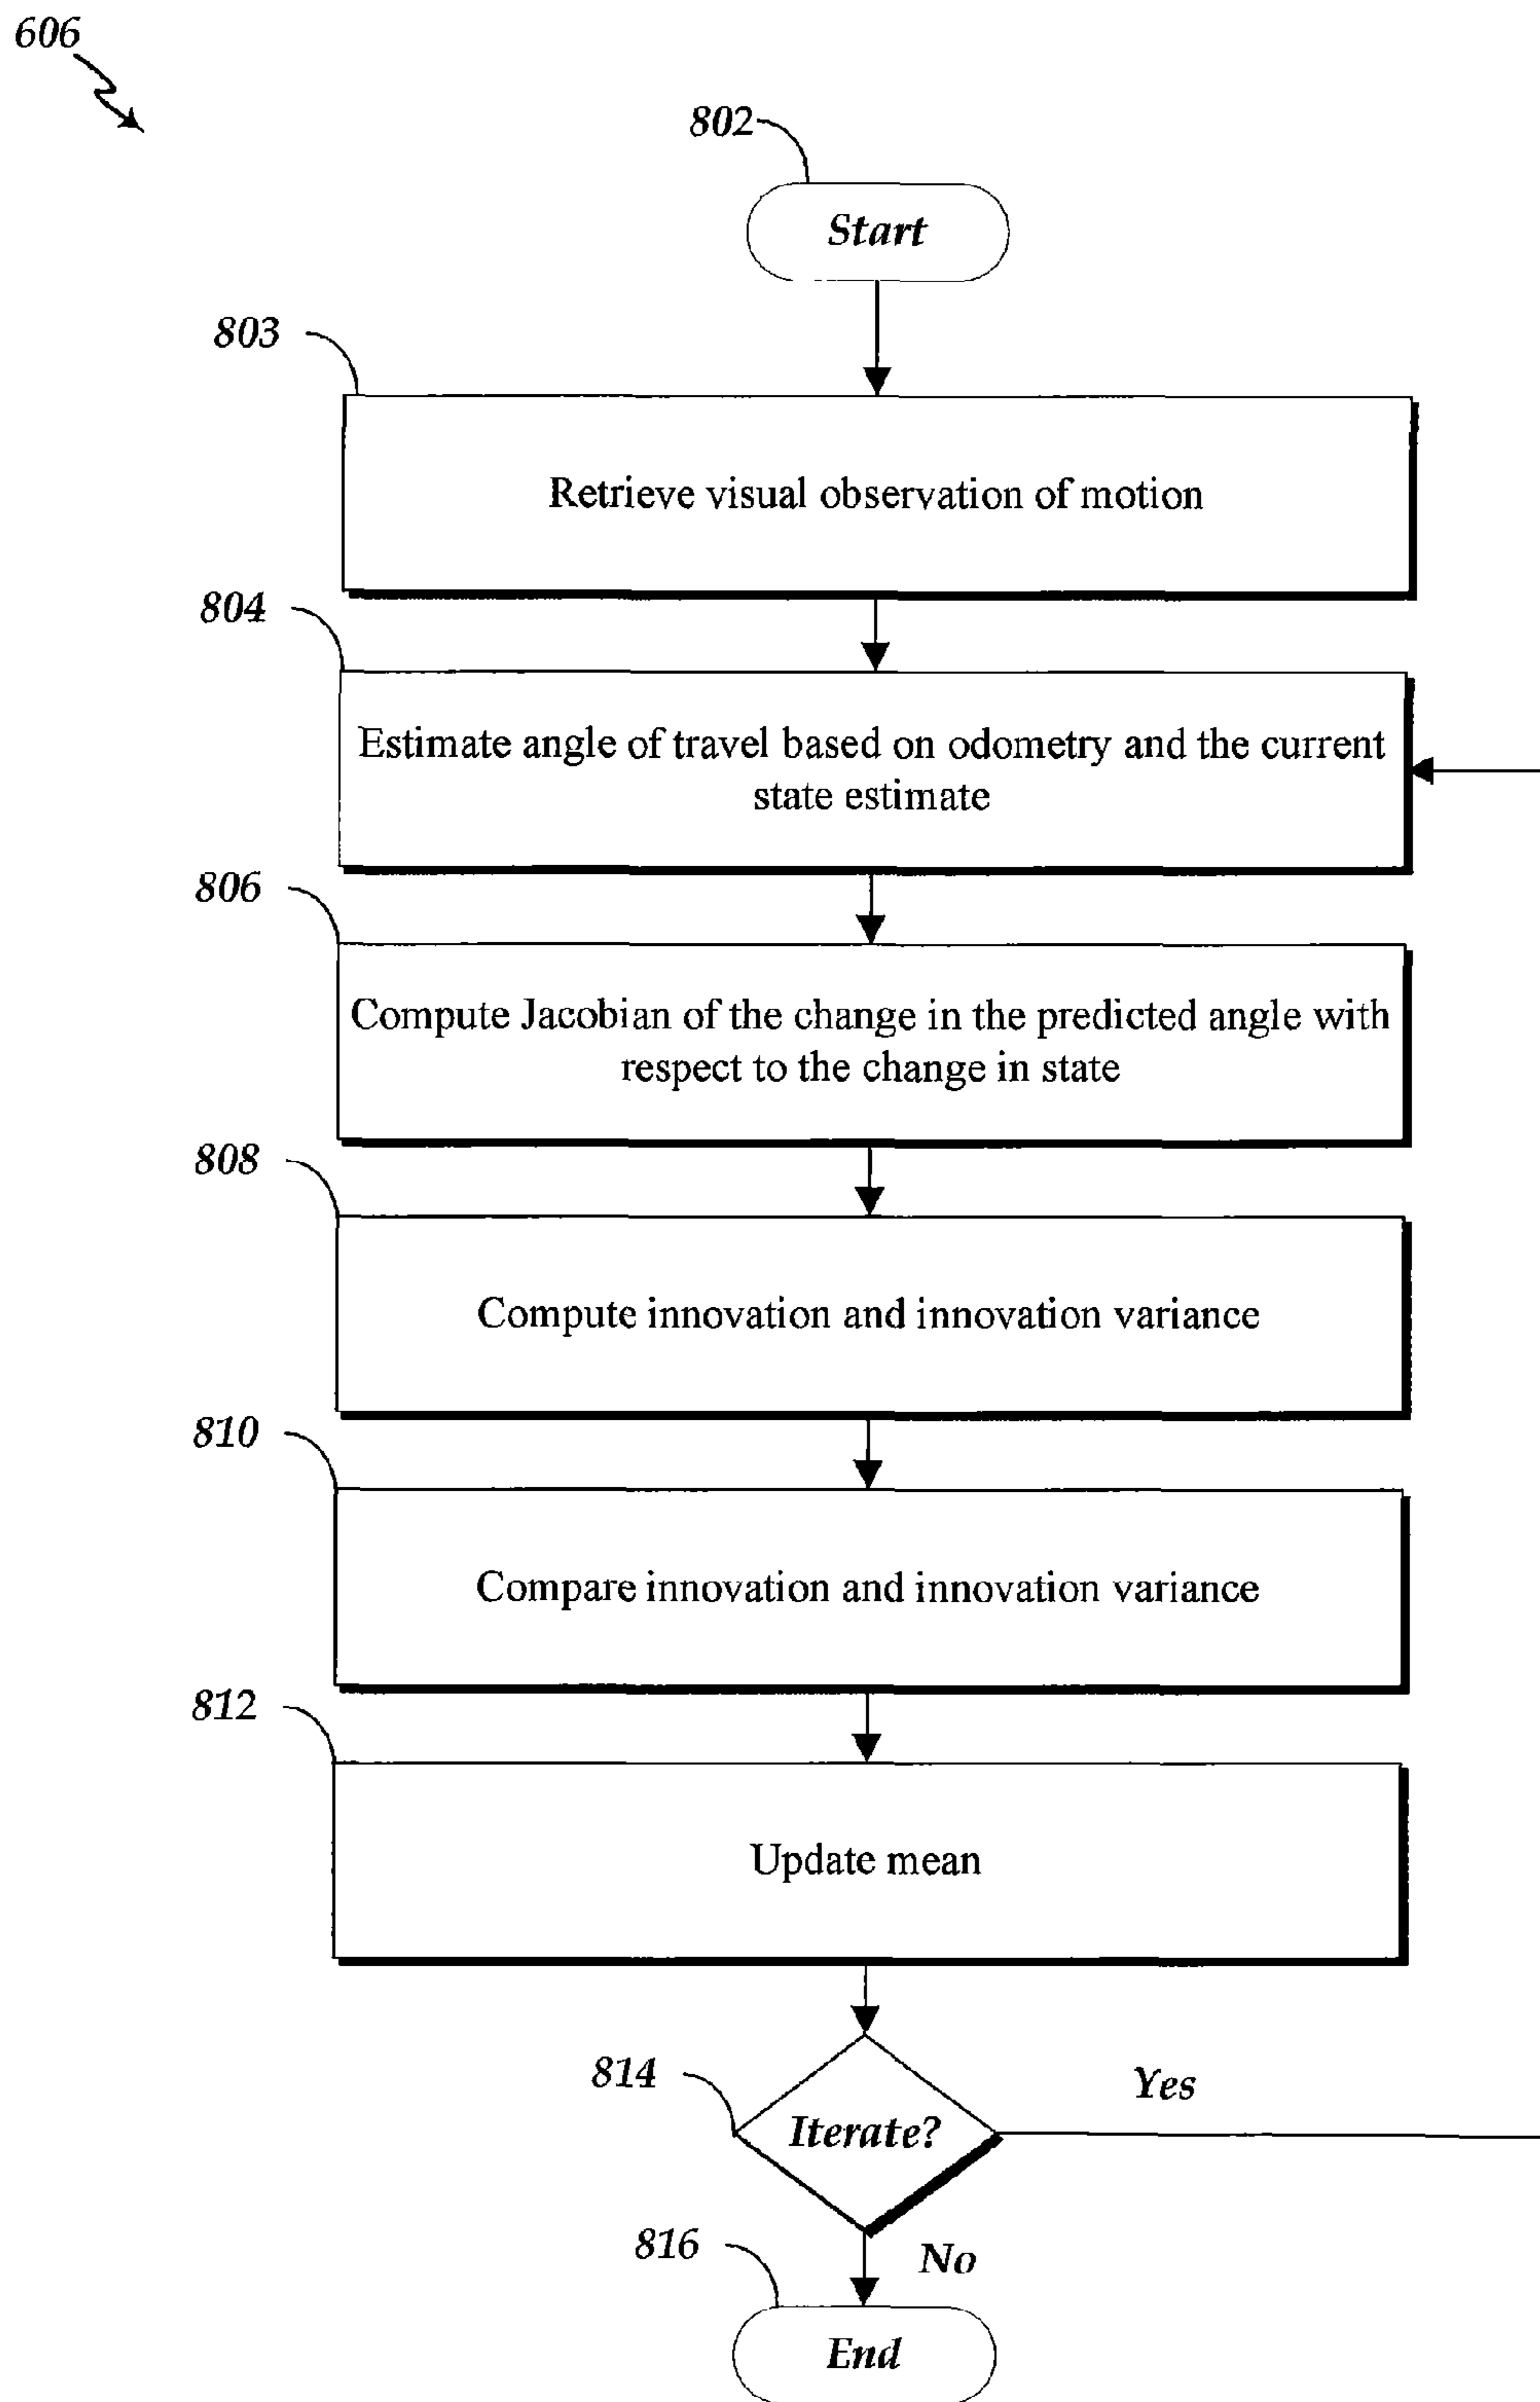 606
802
Start
803
Retrieve visual observation of motion
804
Estimate angle of travel based on odometry and the current
state estimate
806
Compute Jacobian of the change in the predicted angle with
respect to the change in state
808
Compute innovation and innovation variance
810
Compare innovation and innovation variance
812
Update mean
814
Iterate?
Yes
816
No
End